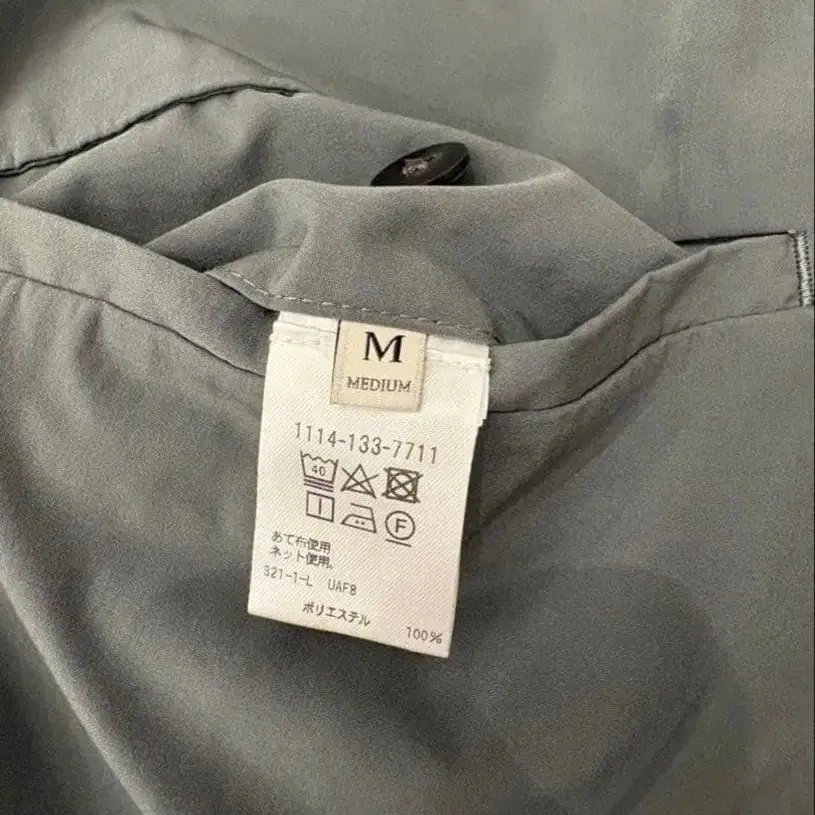 M
MEDIUM
1114-133-7711
40
F
あて布使用
ネット使用。
321-1-L UAF8
ポリエステル
100%